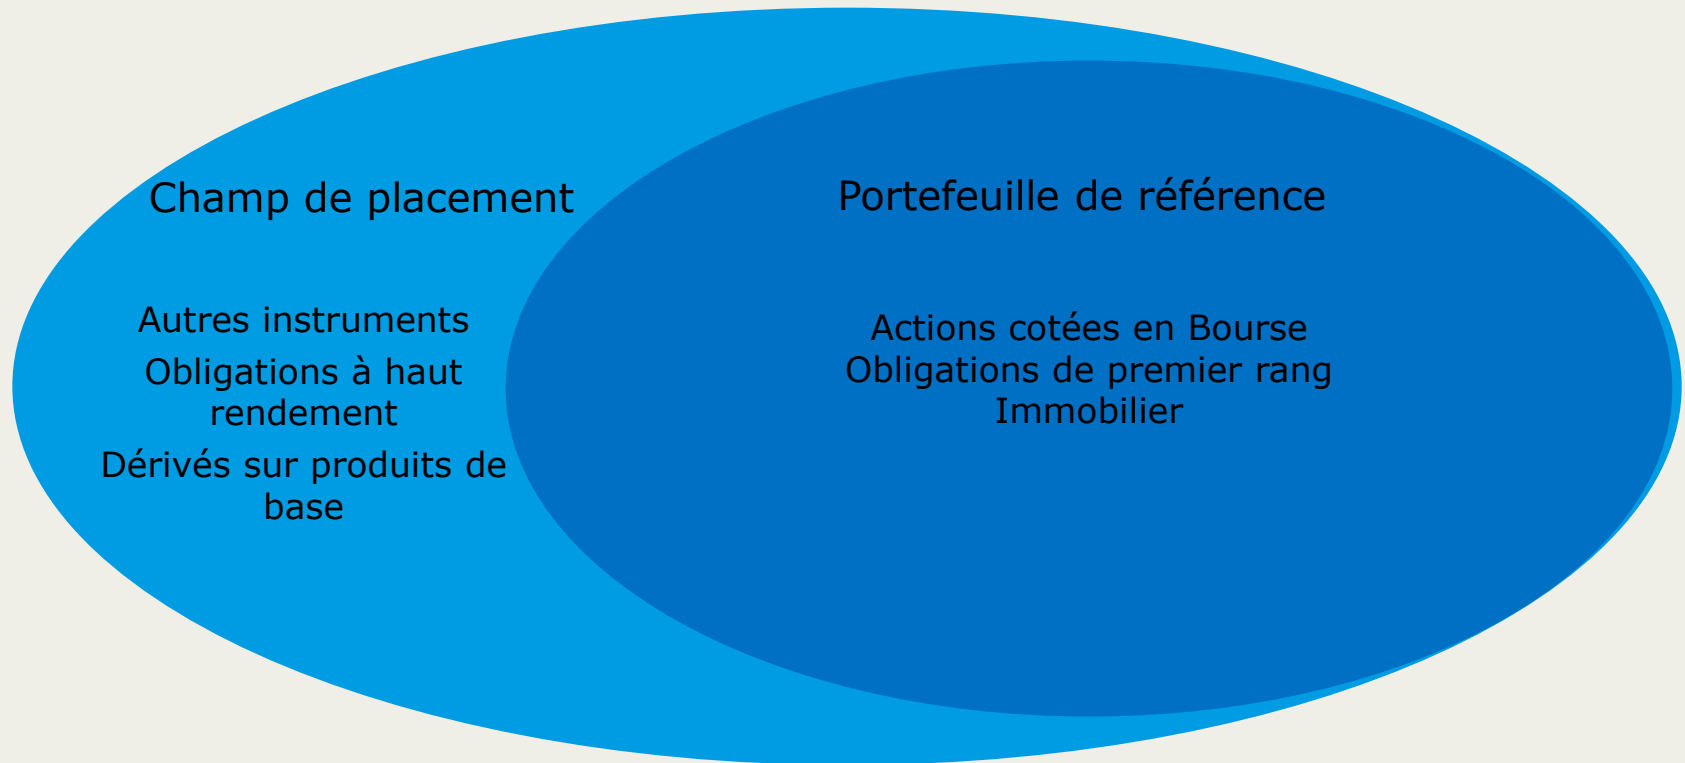 Champ de placement
Autres instruments
Obligations à haut
rendement
Dérivés sur produits de
base
Portefeuille de référence
Actions cotées en Bourse
Obligations de premier rang
Immobilier